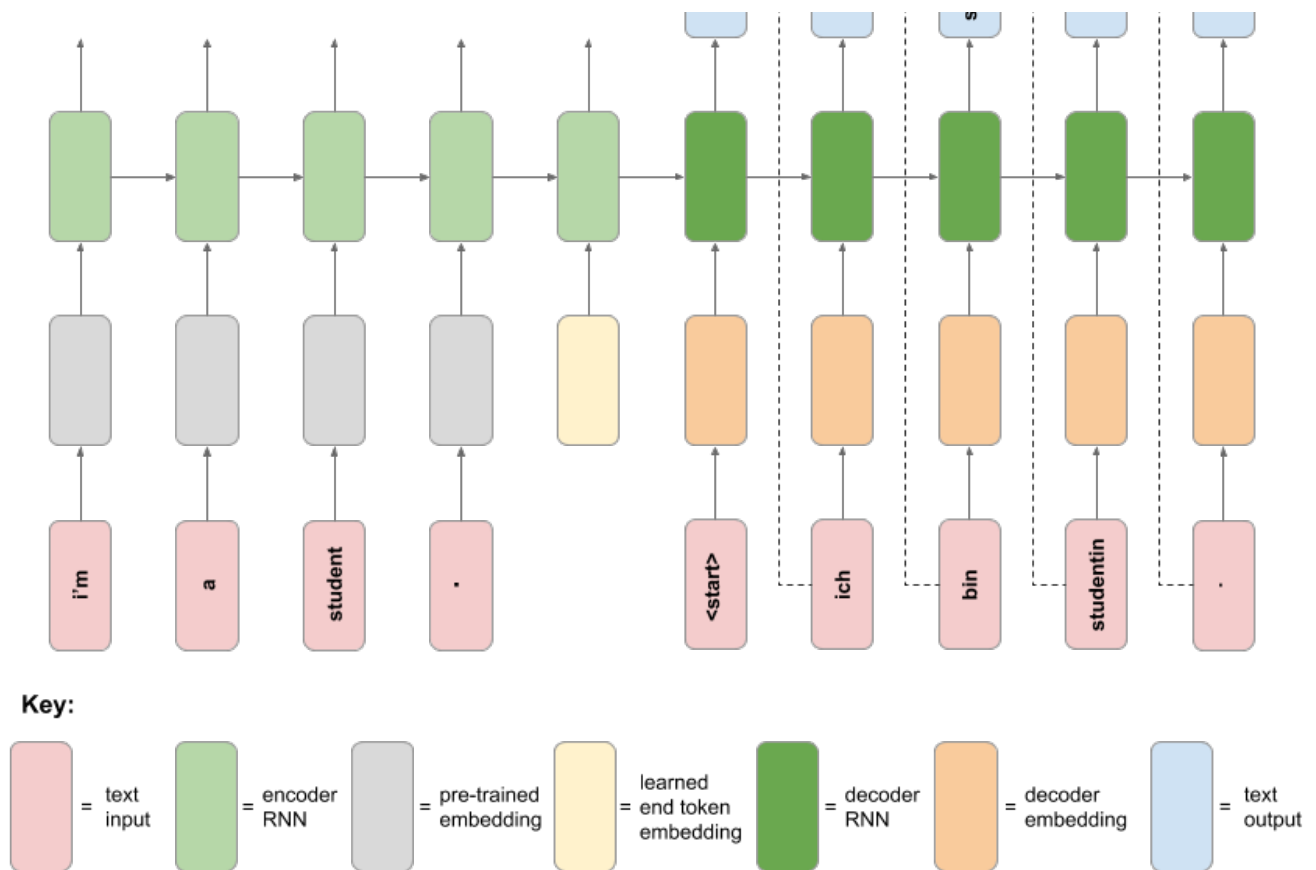 i'm
a
student
.
<start>
ich
bin
studentin
.
Key:
= text input
= encoder RNN
= pre-trained embedding
= learned end token embedding
= decoder RNN
= decoder embedding
= text output